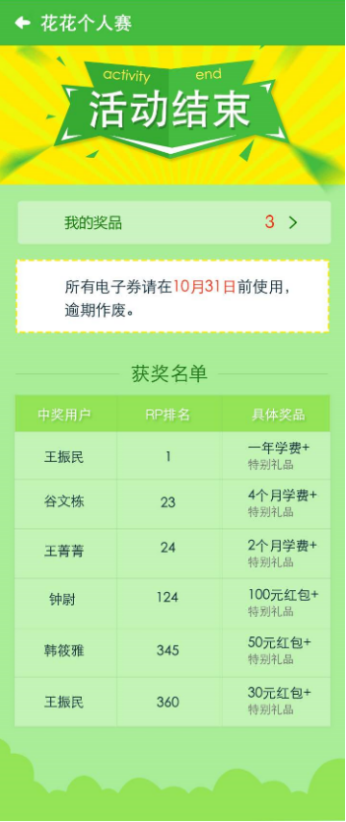 花花个人赛
activity end
活动结束
我的奖品 3
所有电子券请在10月31日前使用，
逾期作废。
获奖名单
中奖用户 RP排名 具体奖品
王振民 1 一年学费+
特别礼品
谷文栋 23 4个月学费+
特别礼品
王菁菁 24 2个月学费+
特别礼品
钟尉 124 100元红包+
特别礼品
韩筱雅 345 50元红包+
特别礼品
王振民 360 30元红包+
特别礼品